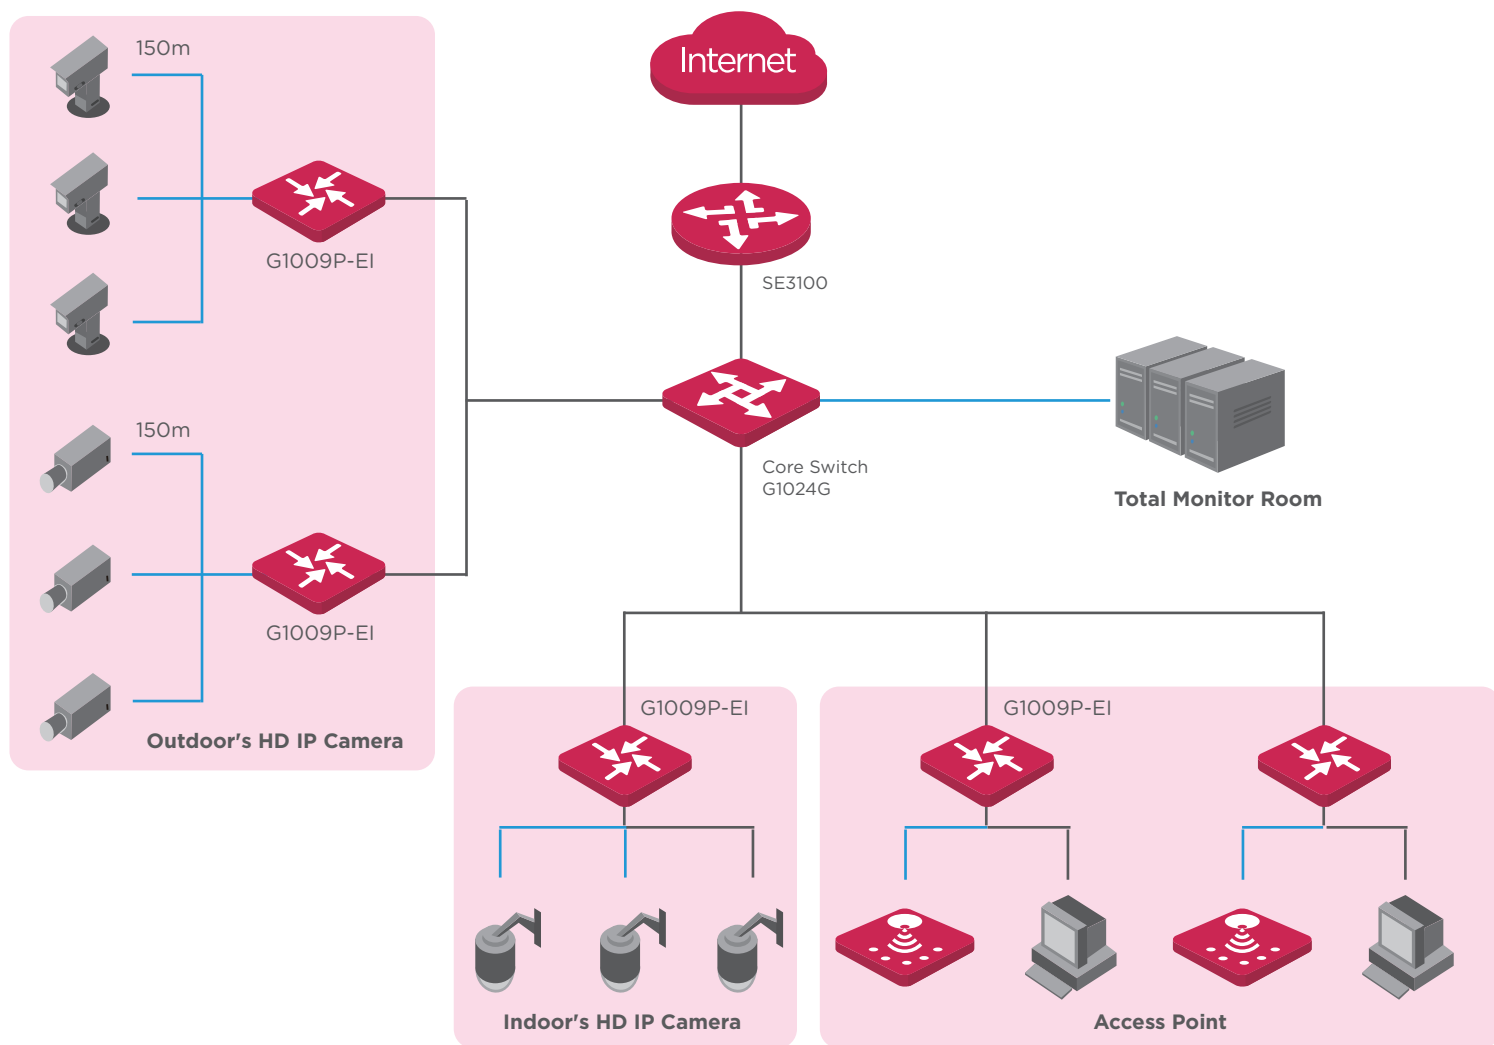 150m
Internet
G1009P-EI
SE3100
150m
Core Switch
G1024G
Total Monitor Room
G1009P-EI
Outdoor's HD IP Camera
G1009P-EI
G1009P-EI
Indoor's HD IP Camera
Access Point